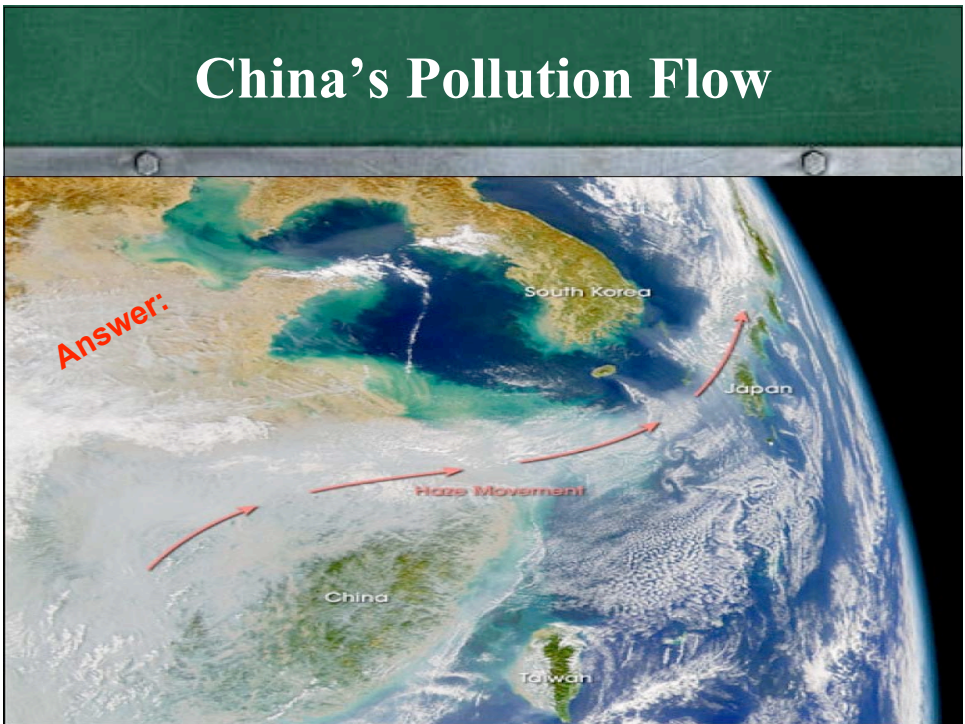 China’s Pollution Flow
Answer:
South Korea
Japan
Haze Movement
China
Taiwan